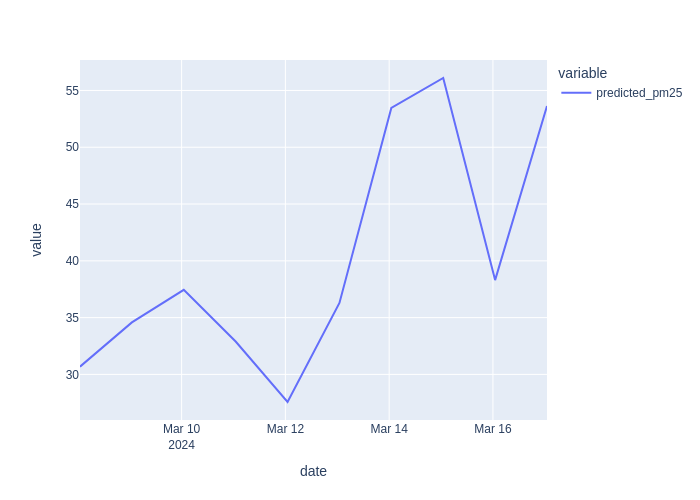 variable
predicted_pm25
value
55
50
45
40
35
30
Mar 10
2024
Mar 12
Mar 14
Mar 16
date